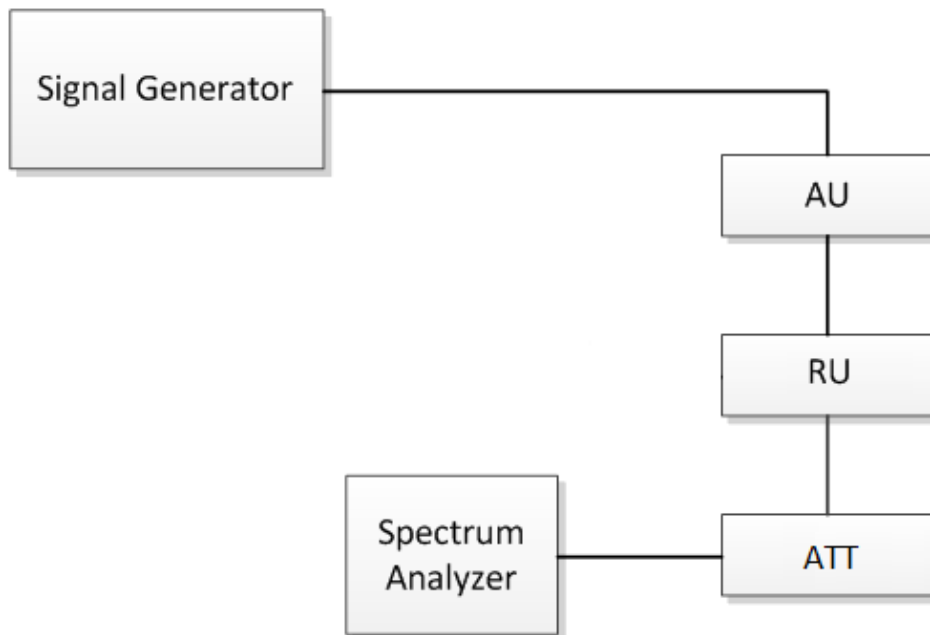 Signal Generator
AU
RU
Spectrum
Analyzer
ATT